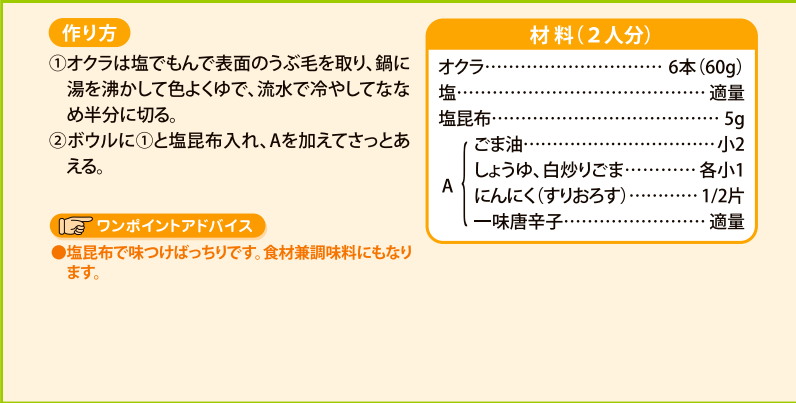 作り方
①オクラは塩でもんで表面のうぶ毛を取り、鍋に
湯を沸かして色よくゆで、流水で冷やしてなな
め半分に切る。
②ボウルに①と塩昆布入れ、Aを加えてさっとあ
える。
ワンポイントアドバイス
●塩昆布で味つけばっちりです。食材兼調味料にもなり
ます。
材料（2人分）
オクラ…………………………… 6本（60g）
塩……………………………………… 適量
塩昆布………………………………… 5g
A
ごま油……………………………小2
しょうゆ、白炒りごま………… 各小1
にんにく（すりおろす）………… 1/2片
一味唐辛子…………………… 適量